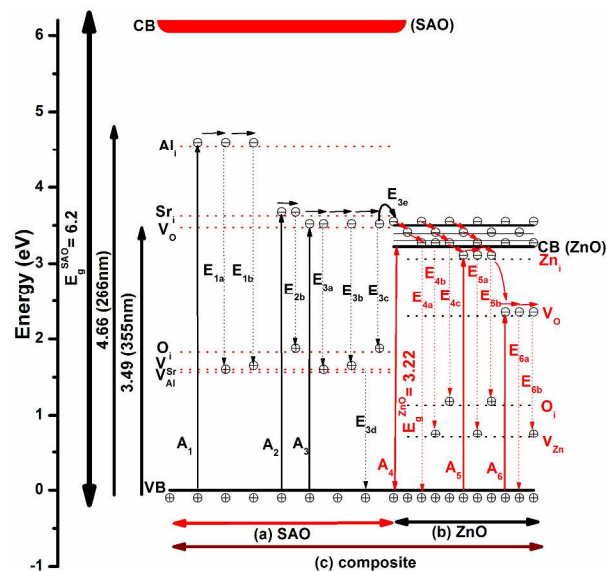 CB
(SAO)
6
5
4
3
2
1
0
-1
Energy (eV)
E_g^SAO = 6.2
4.66 (266nm)
3.49 (355nm)
Al_i
Sr_i
V_O
O_i
V_Sr
V_Al
VB
E_1a
E_1b
E_2b
E_3a
E_3b
E_3c
E_3d
E_3e
A_1
A_2
A_3
A_4
A_5
A_6
E_g^ZnO = 3.22
E_4a
E_4b
E_4c
E_5a
E_5b
E_6a
E_6b
CB (ZnO)
Zn_i
V_O
O_i
V_Zn
(a) SAO
(b) ZnO
(c) composite